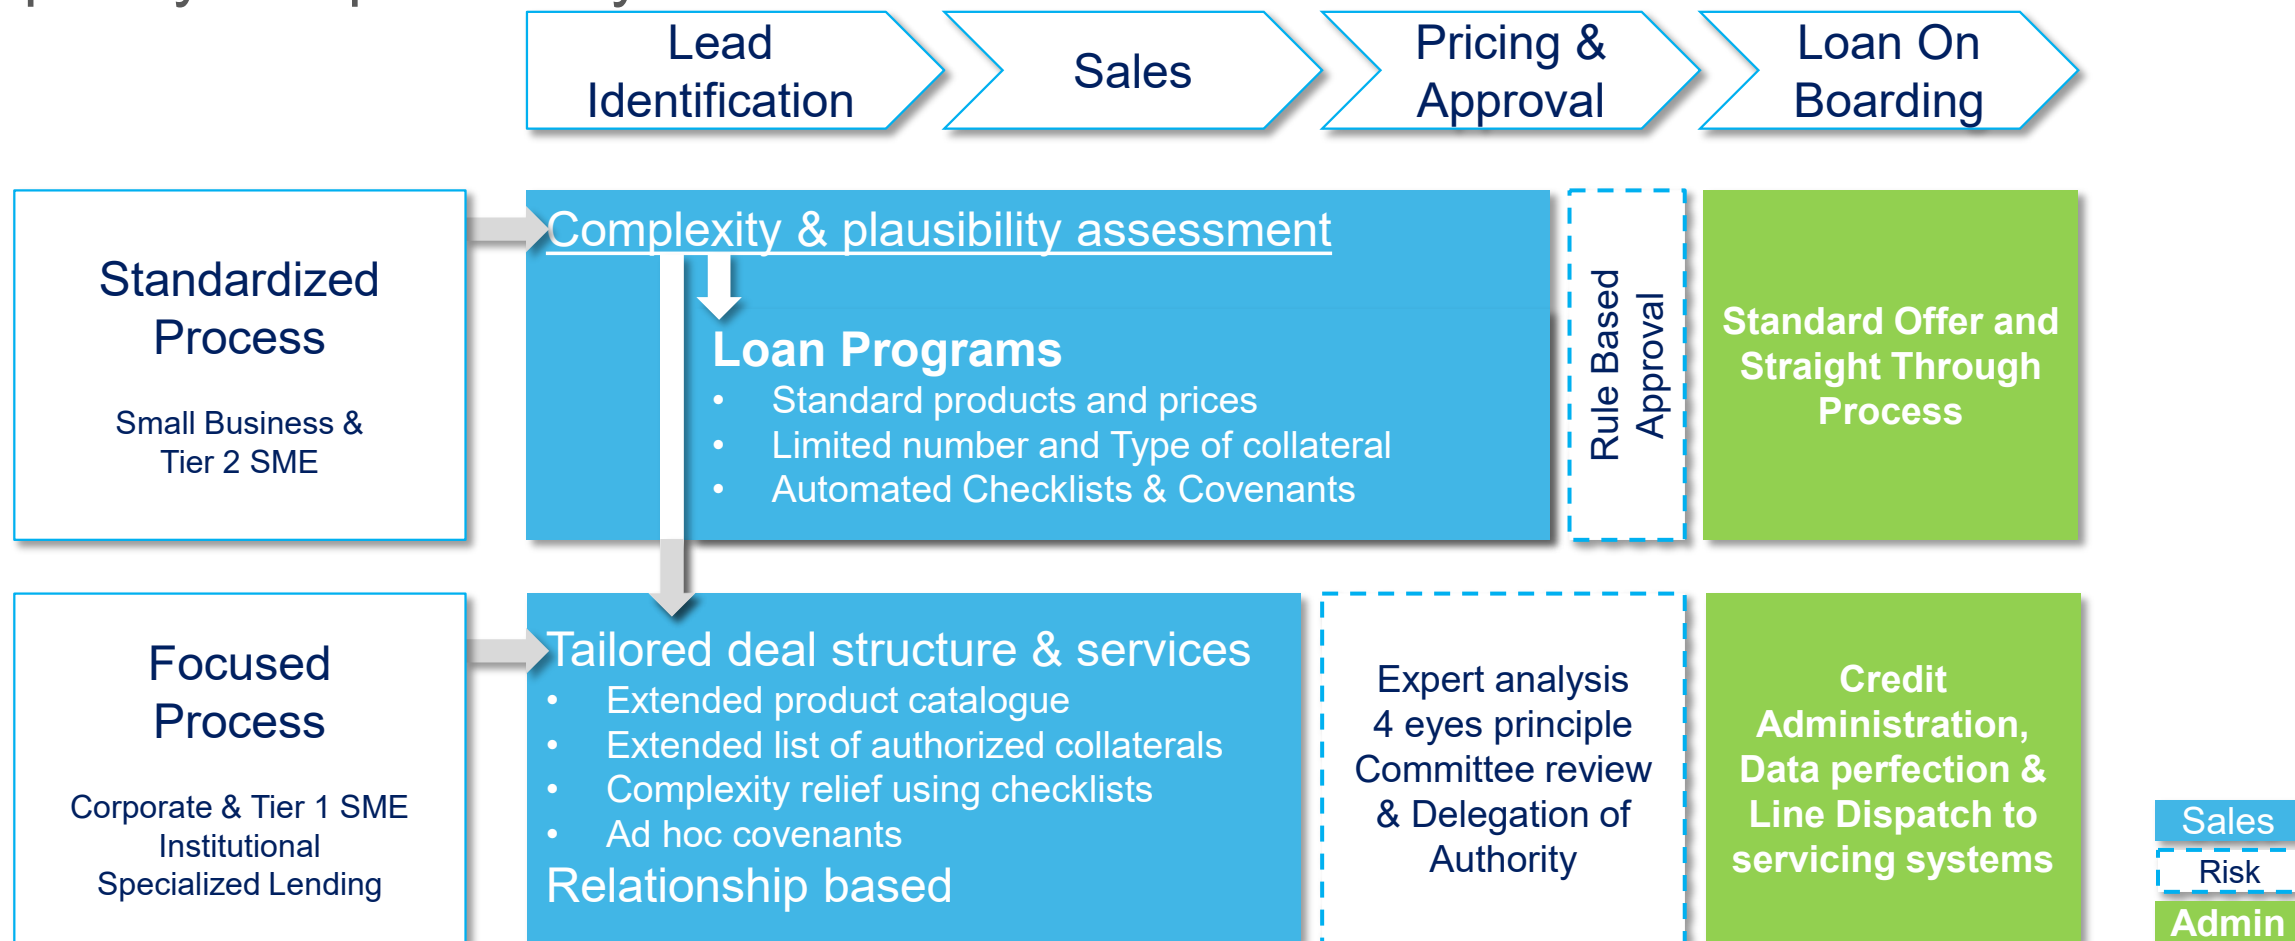 Lead
Identification
Sales
Pricing &
Approval
Loan On
Boarding
Standardized
Process
Small Business &
Tier 2 SME
Complexity & plausibility assessment
Loan Programs
• Standard products and prices
• Limited number and Type of collateral
• Automated Checklists & Covenants
Rule Based
Approval
Standard Offer and
Straight Through
Process
Focused
Process
Corporate & Tier 1 SME
Institutional
Specialized Lending
Tailored deal structure & services
• Extended product catalogue
• Extended list of authorized collaterals
• Complexity relief using checklists
• Ad hoc covenants
Relationship based
Expert analysis
4 eyes principle
Committee review
& Delegation of
Authority
Credit
Administration,
Data perfection &
Line Dispatch to
servicing systems
Sales
Risk
Admin